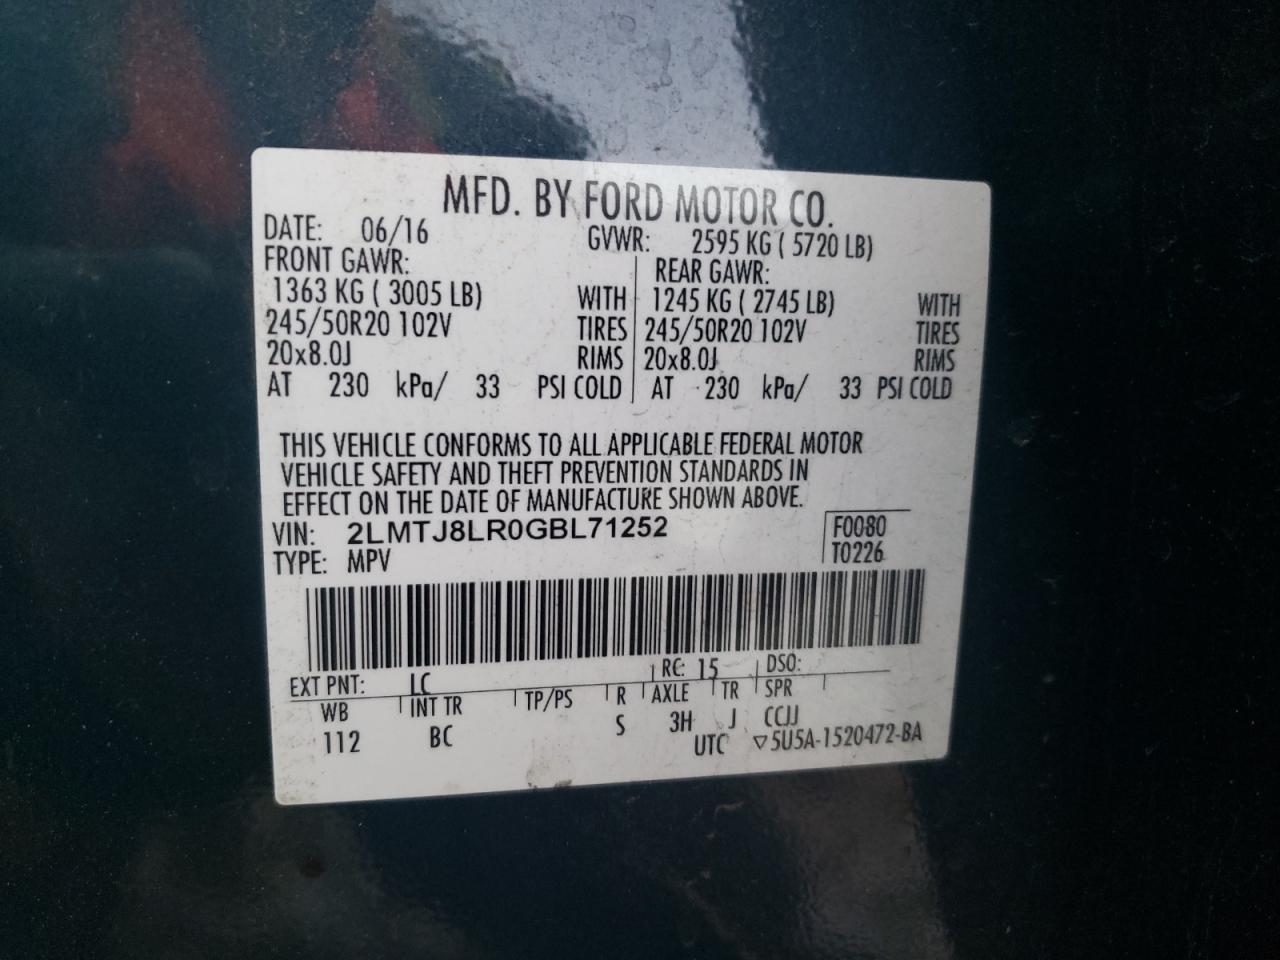 MFD. BY FORD MOTOR CO.
DATE: 06/16 GVWR: 2595 KG ( 5720 LB)
FRONT GAWR: REAR GAWR:
1363 KG ( 3005 LB) WITH 1245 KG ( 2745 LB) WITH
245/50R20 102V TIRES 245/50R20 102V TIRES
20x8.0J RIMS 20x8.0J RIMS
AT 230 kPa/ 33 PSI COLD AT 230 kPa/ 33 PSI COLD
THIS VEHICLE CONFORMS TO ALL APPLICABLE FEDERAL MOTOR
VEHICLE SAFETY AND THEFT PREVENTION STANDARDS IN
EFFECT ON THE DATE OF MANUFACTURE SHOWN ABOVE.
VIN: 2LMTJ8LR0GBL71252 F0080
TYPE: MPV T0226
EXT PNT: LC RC: 15 DSO:
WB INT TR TP/PS R AXLE TR SPR
112 BC S 3H J CCJJ
UTC ▽5U5A-1520472-BA